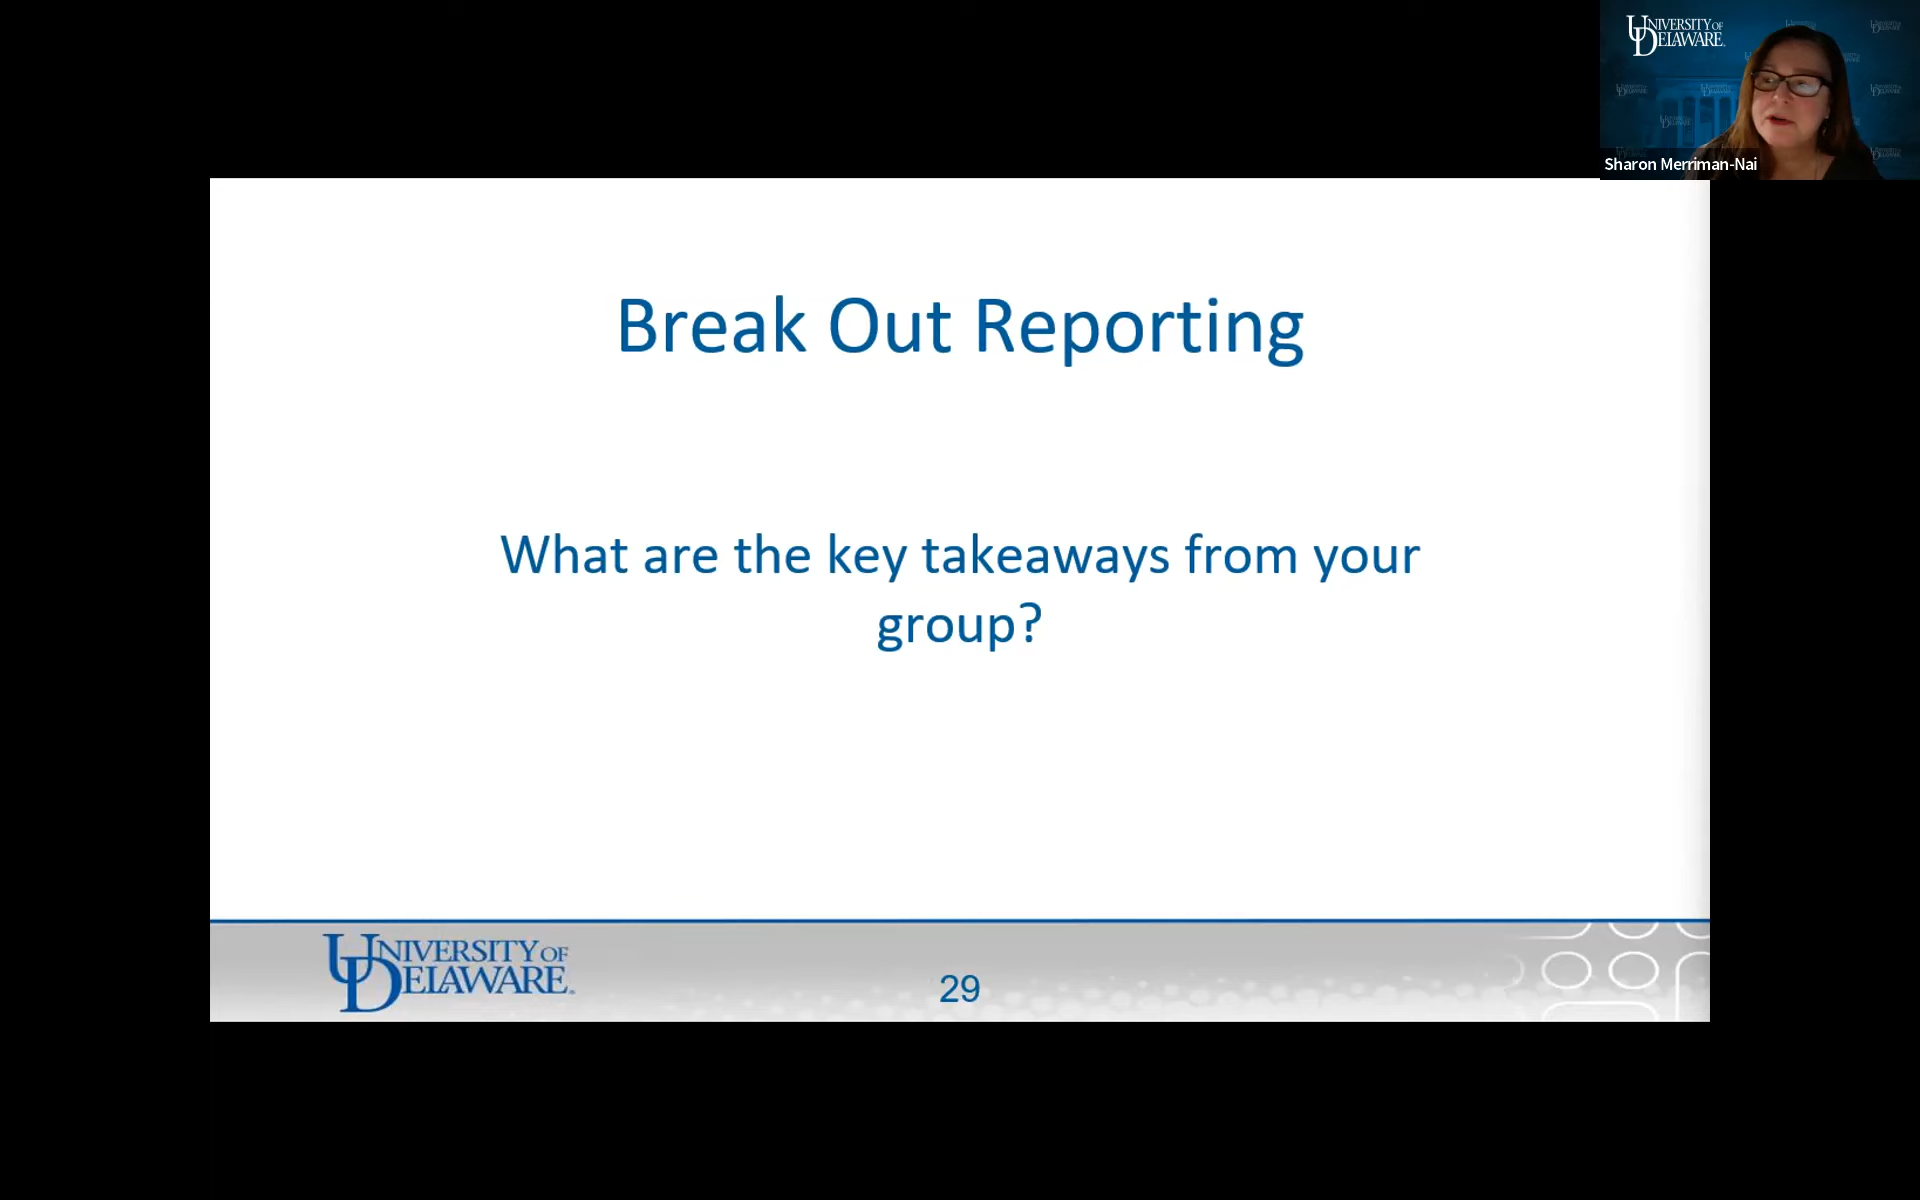 UNIVERSITY OF
DELAWARE
Sharon Merriman-Nai
Break Out Reporting
What are the key takeaways from your
group?
UNIVERSITY OF
DELAWARE
29